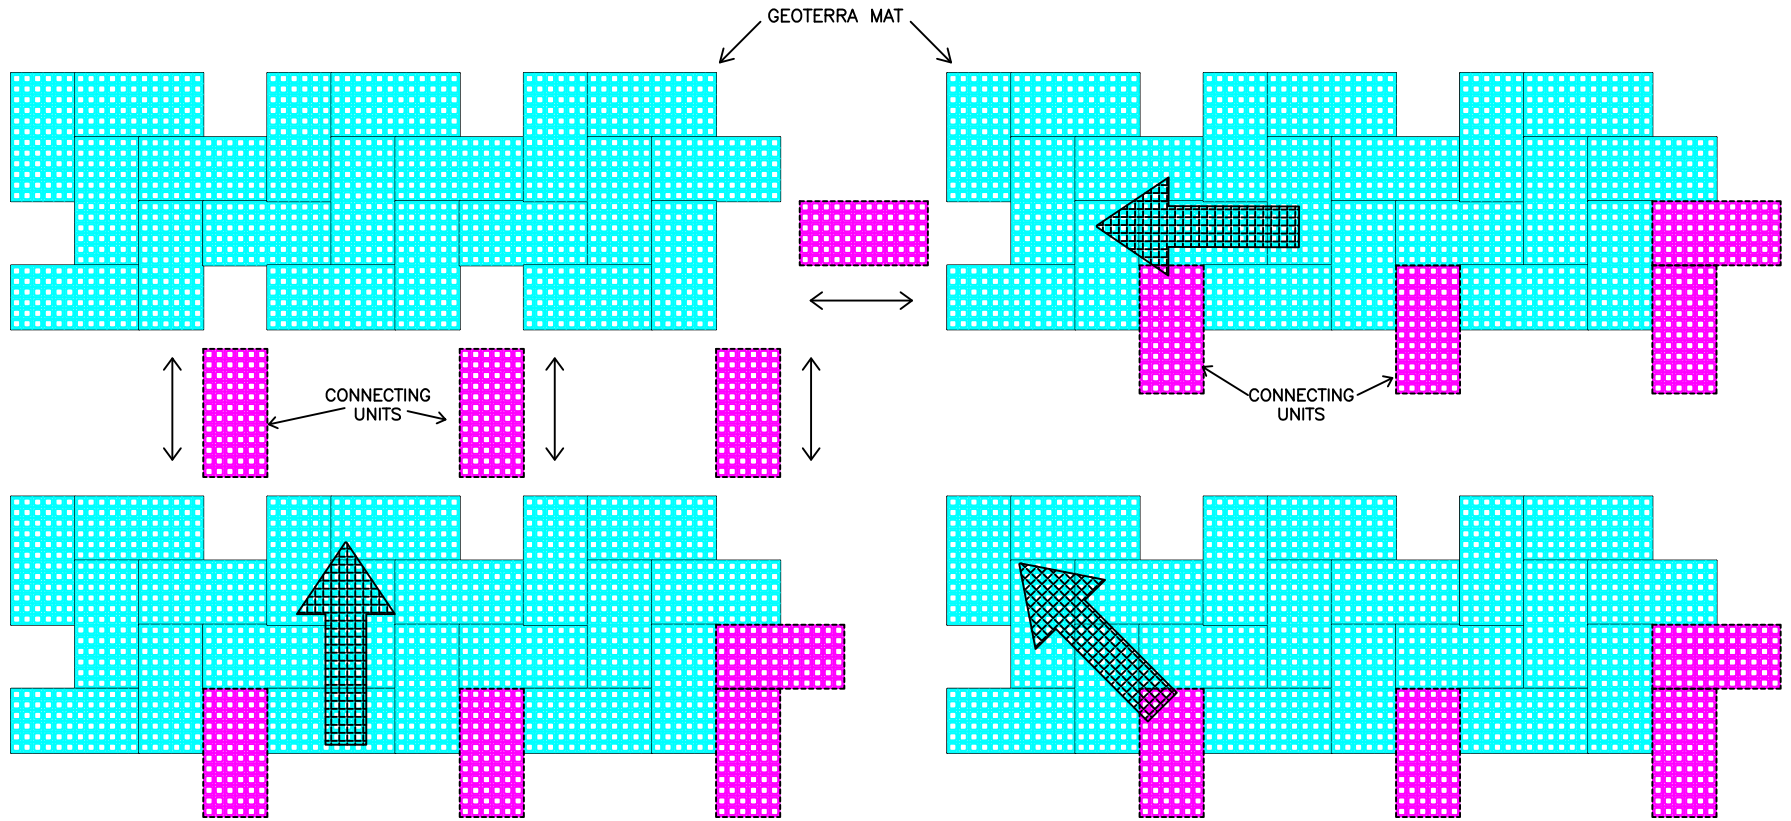 GEOTERRA MAT
CONNECTING
UNITS
CONNECTING
UNITS